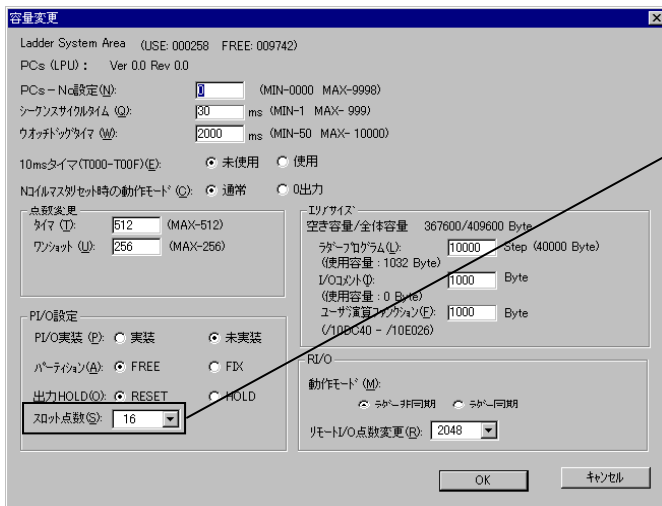 容量変更
Ladder System Area (USE: 000258 FREE: 009742)
PCs (LPU) : Ver 0.0 Rev 0.0
PCs-No設定(N): 0 (MIN-0000 MAX-9998)
シーケンスサイクルタイム (Q): 30 ms (MIN-1 MAX- 999)
ウオッチドッグタイマ (W): 2000 ms (MIN-50 MAX- 10000)
10msタイマ(T000-T00F)(E): 未使用 使用
Nコイルマスタリセット時の動作モード (C): 通常 0出力
点数変更
タイマ (T): 512 (MAX-512)
ワンショット (U): 256 (MAX-256)
エリアサイズ
空き容量/全体容量 367600/409600 Byte
ラダープログラム(L): 10000 Step (40000 Byte)
(使用容量 : 1032 Byte)
I/Oコメント(I): 1000 Byte
(使用容量 : 0 Byte)
ユーザ演算ファンクション(F): 1000 Byte
(/10DC40 - /10E026)
PI/O設定
PI/O実装 (P): 実装 未実装
パーティション(A): FREE FIX
出力HOLD(O): RESET HOLD
スロット点数(S): 16
RI/O
動作モード (M):
ラダー非同期 ラダー同期
リモートI/O点数変更(R): 2048
OK キャンセル